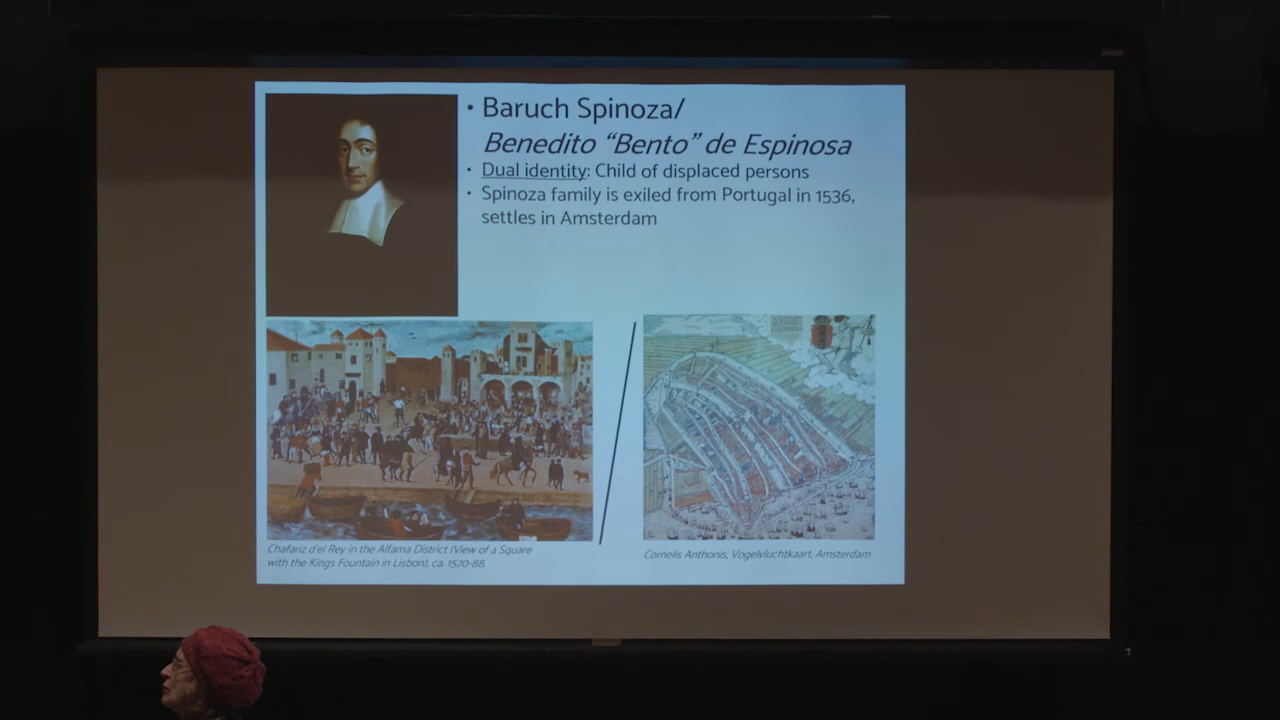 • Baruch Spinoza/
Benedito “Bento” de Espinosa
• Dual identity: Child of displaced persons
• Spinoza family is exiled from Portugal in 1536,
settles in Amsterdam
Chafariz d'el Rey in the Alfama District (View of a Square
with the Kings Fountain in Lisbon), ca. 1570-88.
Cornelis Anthonis, Vogelvluchtkaart, Amsterdam